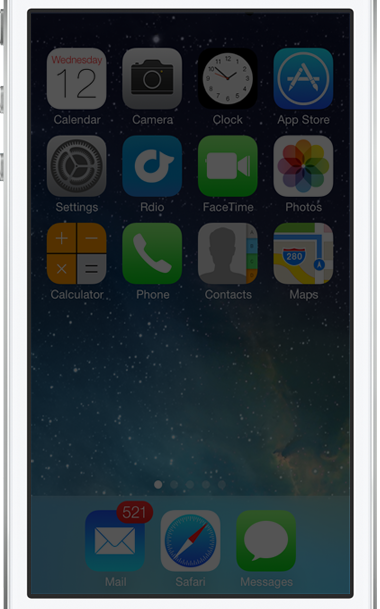 Wednesday
12
Calendar
Camera
Clock
App Store
Settings
Rdio
FaceTime
Photos
280
A
Calculator
Phone
Contacts
Maps
521
Mail
Safari
Messages